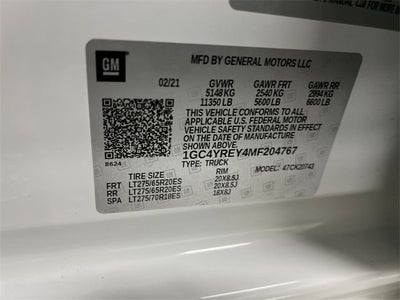 GM
MFD BY GENERAL MOTORS LLC
02/21 GVWR GAWR FRT GAWR RR
5148 KG 2540 KG 2994 KG
11350 LB 5600 LB 6600 LB
THIS VEHICLE CONFORMS TO ALL
APPLICABLE U.S. FEDERAL MOTOR
VEHICLE SAFETY STANDARDS
IN EFFECT ON THE DATE OF
MANUFACTURE SHOWN ABOVE.
1GC4YREY4MF204767
8624 TYPE: TRUCK 47CX20743
TIRE SIZE RIM
FRT LT275/65R20ES 20X8.5J
RR LT275/65R20ES 20X8.5J
SPA LT275/70R18ES 18X8J